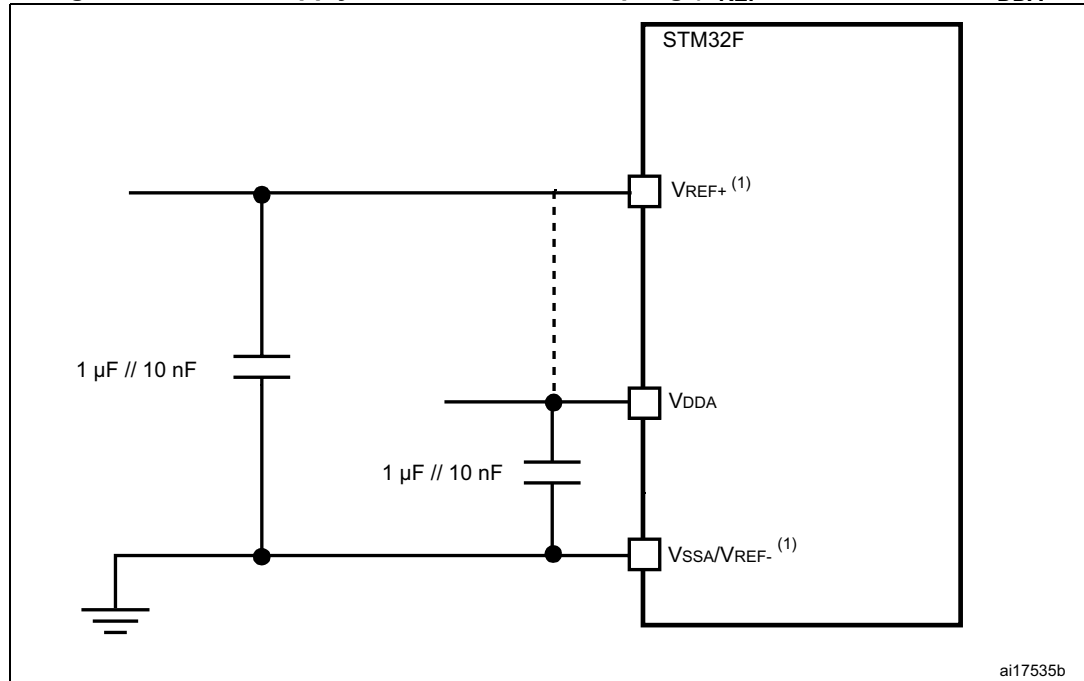 STM32F
VREF+ (1)
1 µF // 10 nF
VDDA
1 µF // 10 nF
VSSA/VREF- (1)
ai17535b